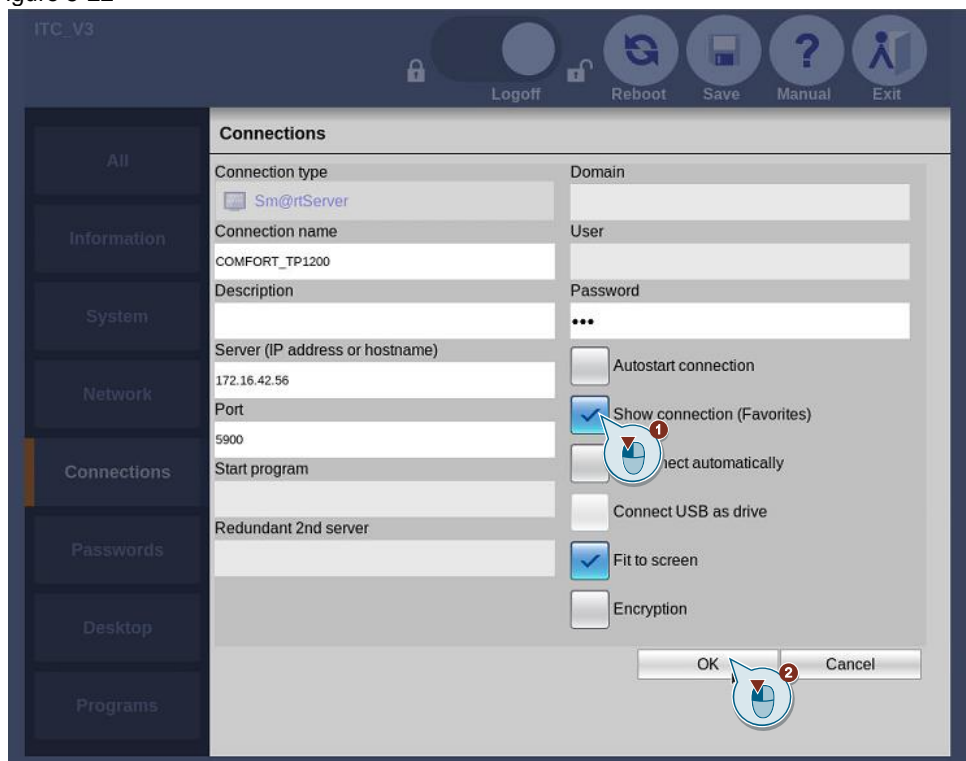 ITC_V3
Logoff
Reboot
Save
Manual
?
Exit
All
Information
System
Network
Connections
Passwords
Desktop
Programs
Connections
Connection type
Sm@rtServer
Connection name
COMFORT_TP1200
Description
Server (IP address or hostname)
172.16.42.56
Port
5900
Start program
Redundant 2nd server
Domain
User
Password
•••
Autostart connection
Show connection (Favorites)
1
automatically
Connect USB as drive
Fit to screen
Encryption
OK
2
Cancel